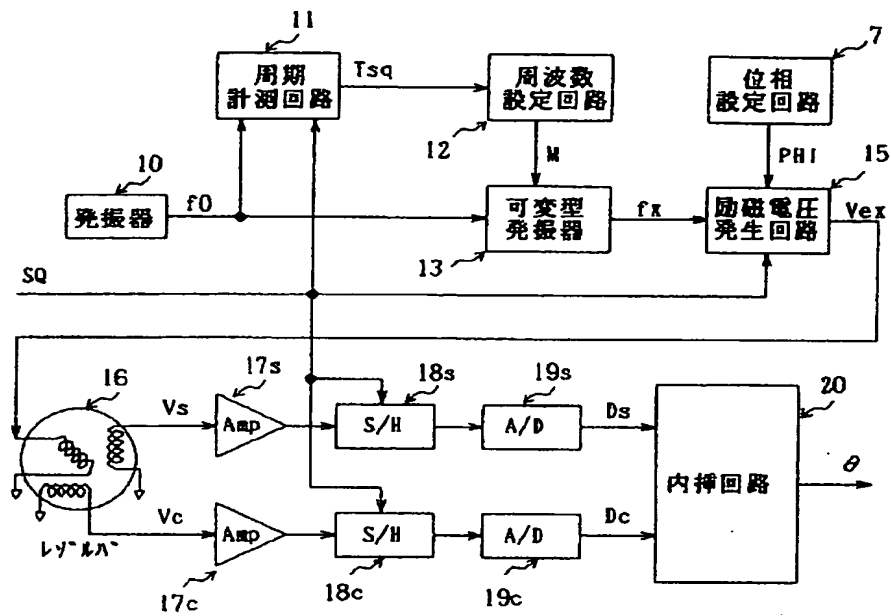 11
7
周期
計測回路
Tsq
周波数
設定回路
位相
設定回路
12
M
PHI
15
10
発振器
f0
可変型
発振器
fx
励磁電圧
発生回路
Vex
13
SQ
16
17s
18s
19s
20
Vs
Amp
S/H
A/D
Ds
内挿回路
θ
Vc
Amp
S/H
A/D
Dc
レゾルバ
17c
18c
19c